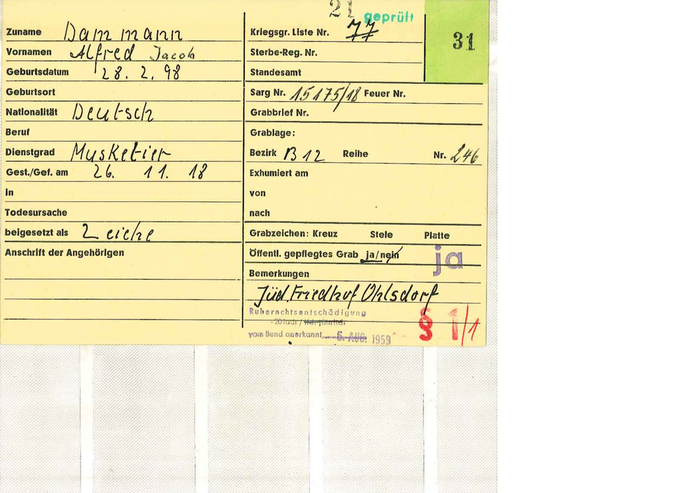 21 geprüft
Zuname Dammann
Vornamen Alfred Jacob
Geburtsdatum 28. 2. 98
Geburtsort
Nationalität Deutsch
Beruf
Dienstgrad Musketier
Gest./Gef. am 26. 11. 18
in
Todesursache
beigesetzt als Leiche
Anschrift der Angehörigen
Kriegsgr. Liste Nr. 77
31
Sterbe-Reg. Nr.
Standesamt
Sarg Nr. 15175/18 Feuer Nr.
Grabbrief Nr.
Grablage:
Bezirk B 12 Reihe Nr. 246
Exhumiert am
von
nach
Grabzeichen: Kreuz Stele Platte
Öffentl. gepflegtes Grab ja/nein ja
Bemerkungen
Jüd. Friedhof Ohlsdorf
Ruherechtsentschädigung
vom Bund anerkannt 6. AUG. 1959
§ 1/1